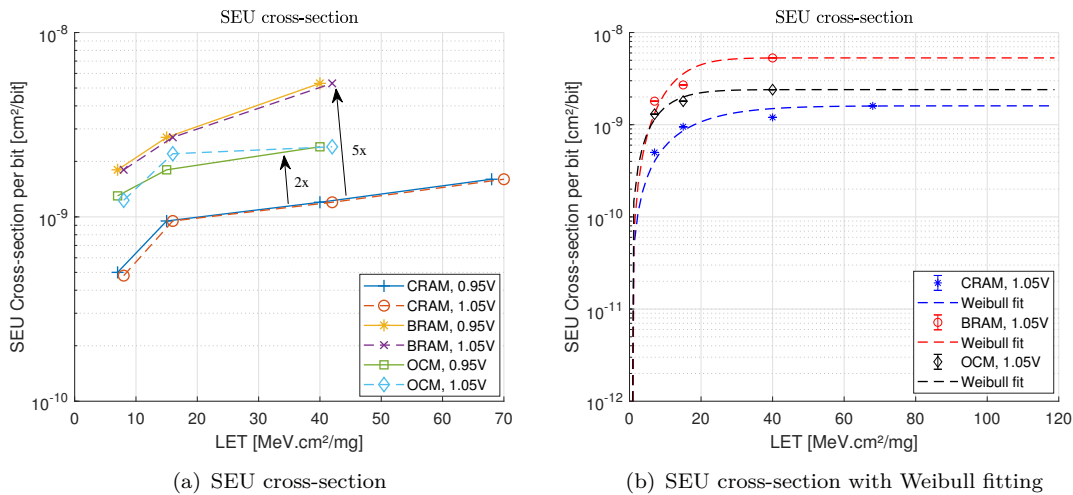 SEU cross-section
10^-8
10^-9
10^-10
SEU Cross-section per bit [cm²/bit]
5x
2x
CRAM, 0.95V
CRAM, 1.05V
BRAM, 0.95V
BRAM, 1.05V
OCM, 0.95V
OCM, 1.05V
0 10 20 30 40 50 60 70
LET [MeV.cm²/mg]
(a) SEU cross-section
SEU cross-section
10^-8
10^-9
10^-10
10^-11
10^-12
SEU Cross-section per bit [cm²/bit]
CRAM, 1.05V
Weibull fit
BRAM, 1.05V
Weibull fit
OCM, 1.05V
Weibull fit
0 20 40 60 80 100 120
LET [MeV.cm²/mg]
(b) SEU cross-section with Weibull fitting